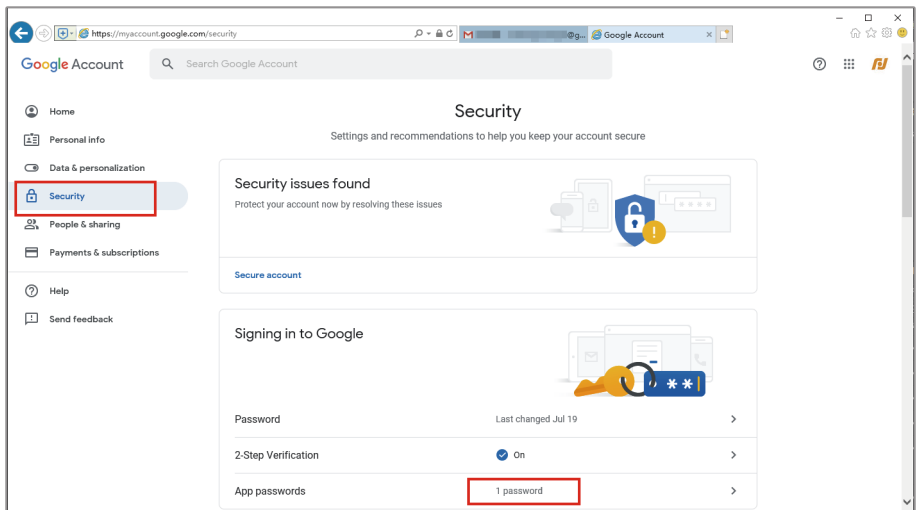 https://myaccount.google.com/security
@g...
Google Account
Google Account
Search Google Account
Home
Personal info
Data & personalization
Security
People & sharing
Payments & subscriptions
Help
Send feedback
Security
Settings and recommendations to help you keep your account secure
Security issues found
Protect your account now by resolving these issues
Secure account
Signing in to Google
Password
Last changed Jul 19
2-Step Verification
On
App passwords
1 password